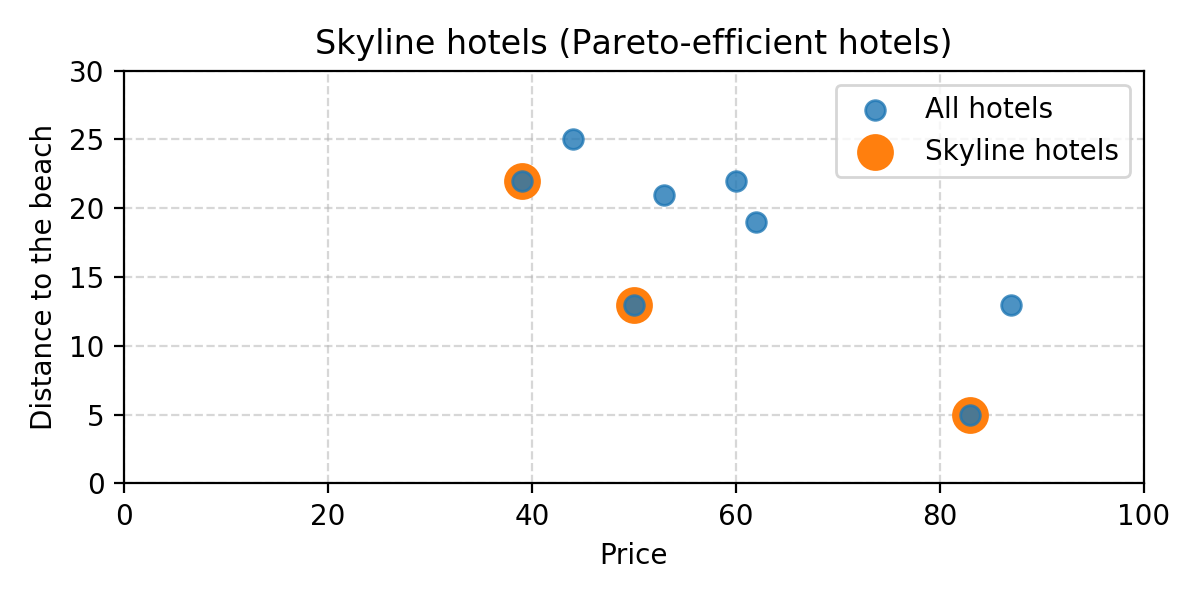 Skyline hotels (Pareto-efficient hotels)
30
25
20
15
10
5
0
Distance to the beach
All hotels
Skyline hotels
0 20 40 60 80 100
Price